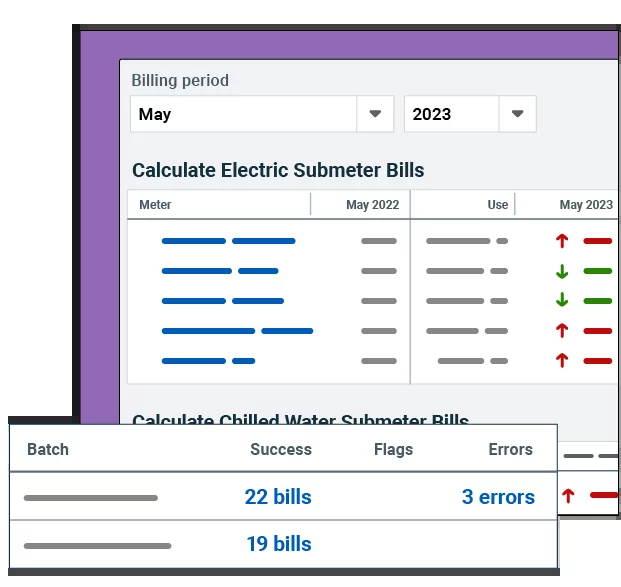 Billing period
May 2023
Calculate Electric Submeter Bills
Meter May 2022 Use May 2023
Calculate Chilled Water Submeter Bills
Batch Success Flags Errors
22 bills 3 errors
19 bills